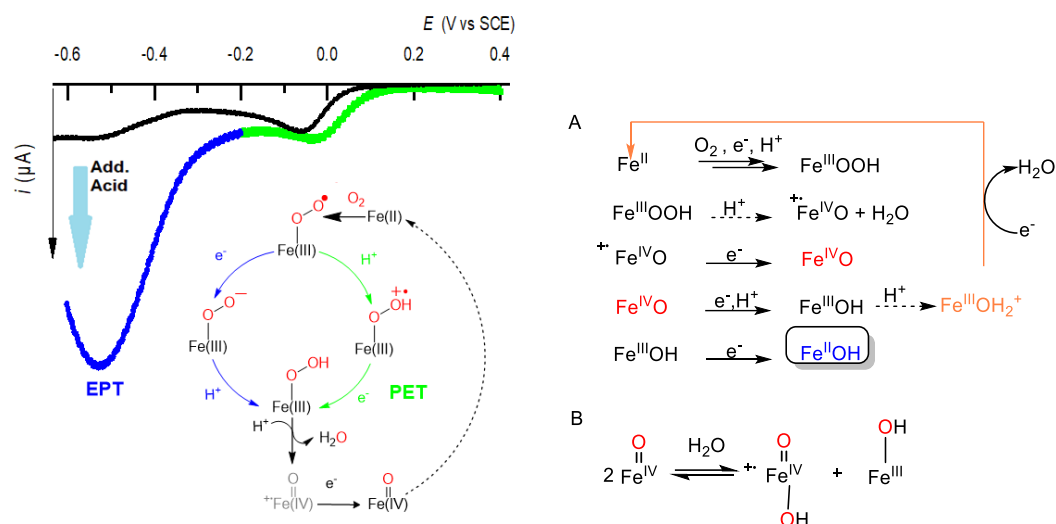 E (V vs SCE)
-0.6 -0.4 -0.2 0.0 0.2 0.4
i (µA)
Add.
Acid
EPT
O•
O
Fe(III)
O₂
Fe(II)
e⁻
H⁺
O⁻
O
Fe(III)
+•
OH
O
Fe(III)
H⁺
e⁻
PET
OH
O
Fe(III)
H⁺
H₂O
O
⁺·Fe(IV)
e⁻
O
Fe(IV)
A
Feᴵᴵ O₂ , e⁻, H⁺ FeᴵᴵᴵOOH
H₂O
e⁻
FeᴵᴵᴵOOH H⁺ ⁺·FeᴵⱽO + H₂O
⁺·FeᴵⱽO e⁻ FeᴵⱽO
FeᴵⱽO e⁻,H⁺ FeᴵᴵᴵOH H⁺ FeᴵᴵᴵOH₂⁺
FeᴵᴵᴵOH e⁻ FeᴵᴵOH
B
O
2 Feᴵⱽ
H₂O
O
⁺· Feᴵⱽ
OH
+
OH
Feᴵᴵᴵ